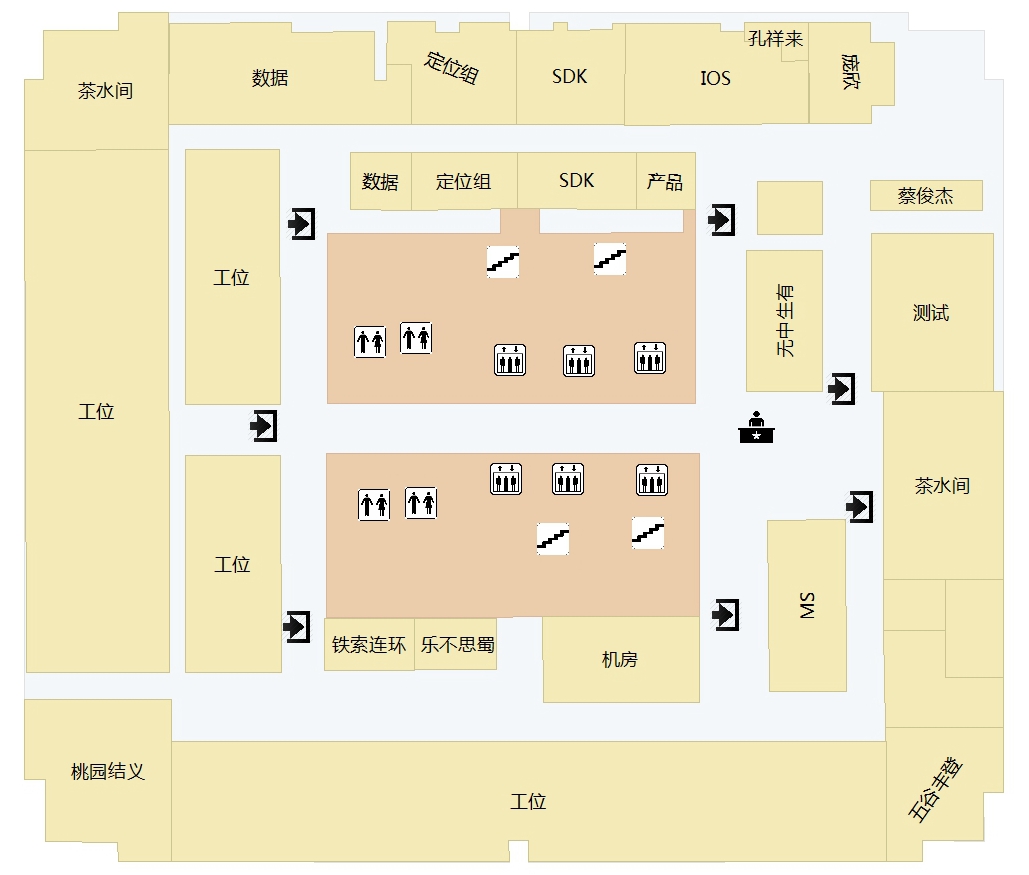 孔祥来
定位组
庞欣
茶水间
数据
SDK
IOS
数据
定位组
SDK
产品
蔡俊杰
工位
无中生有
测试
工位
茶水间
工位
MS
铁索连环
乐不思蜀
机房
桃园结义
工位
五谷丰登